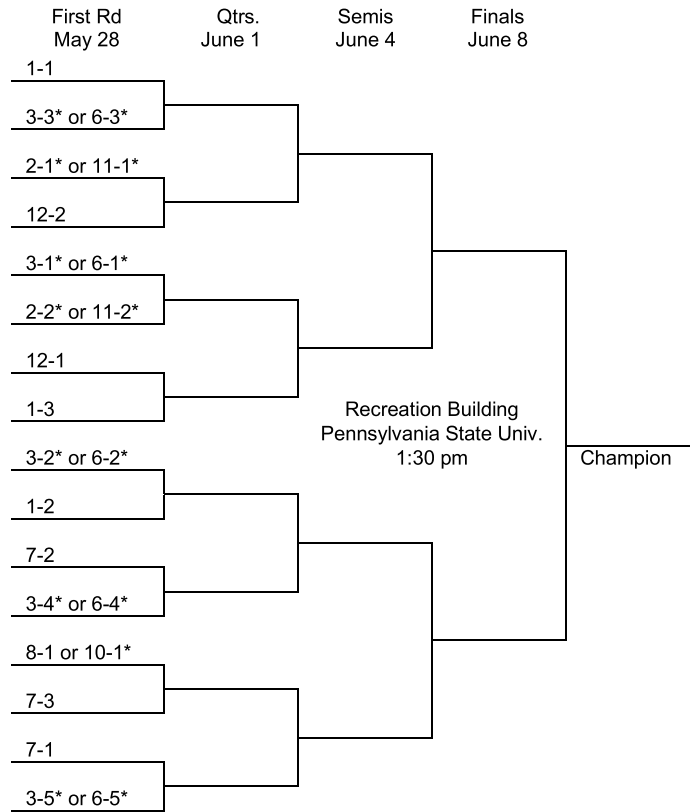 First Rd Qtrs. Semis Finals
May 28 June 1 June 4 June 8
1-1
3-3* or 6-3*
2-1* or 11-1*
12-2
3-1* or 6-1*
2-2* or 11-2*
12-1
1-3
Recreation Building
Pennsylvania State Univ.
1:30 pm
Champion
3-2* or 6-2*
1-2
7-2
3-4* or 6-4*
8-1 or 10-1*
7-3
7-1
3-5* or 6-5*